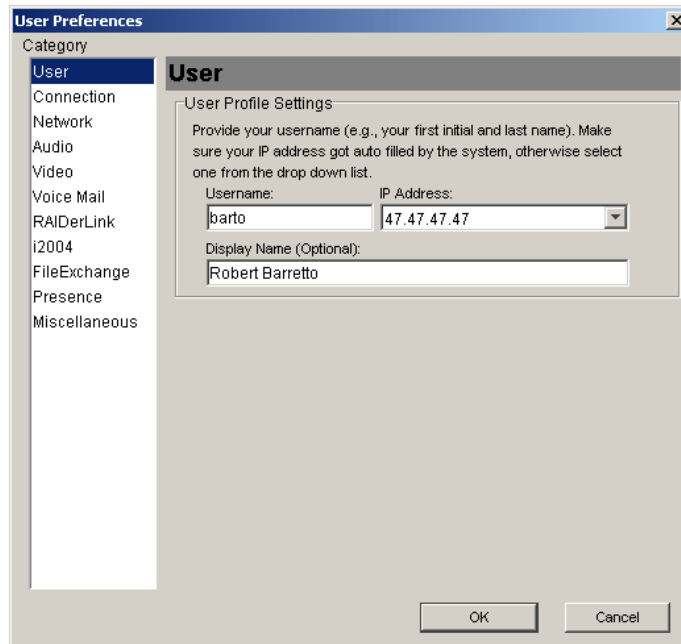 User Preferences
Category
User
Connection
Network
Audio
Video
Voice Mail
RAIDerLink
i2004
FileExchange
Presence
Miscellaneous
User
User Profile Settings
Provide your username (e.g., your first initial and last name). Make
sure your IP address got auto filled by the system, otherwise select
one from the drop down list.
Username:
IP Address:
barto
47.47.47.47
Display Name (Optional):
Robert Barretto
OK
Cancel